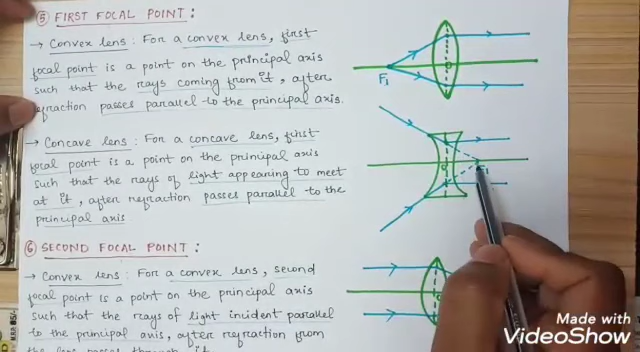 ⑤ FIRST FOCAL POINT:
→ Convex lens: For a convex lens, first
focal point is a point on the principal axis
such that the rays coming from it, after
refraction passes parallel to the principal axis.
→ Concave lens: For a concave lens, first
focal point is a point on the principal axis
such that the rays of light appearing to meet
at it, after refraction passes parallel to the
principal axis
⑥ SECOND FOCAL POINT:
→ Convex lens: For a convex lens, second
focal point is a point on the principal axis
such that the rays of light incident parallel
to the principal axis, after refraction from
the lens passes through it
F₁
O
Made with
VideoShow